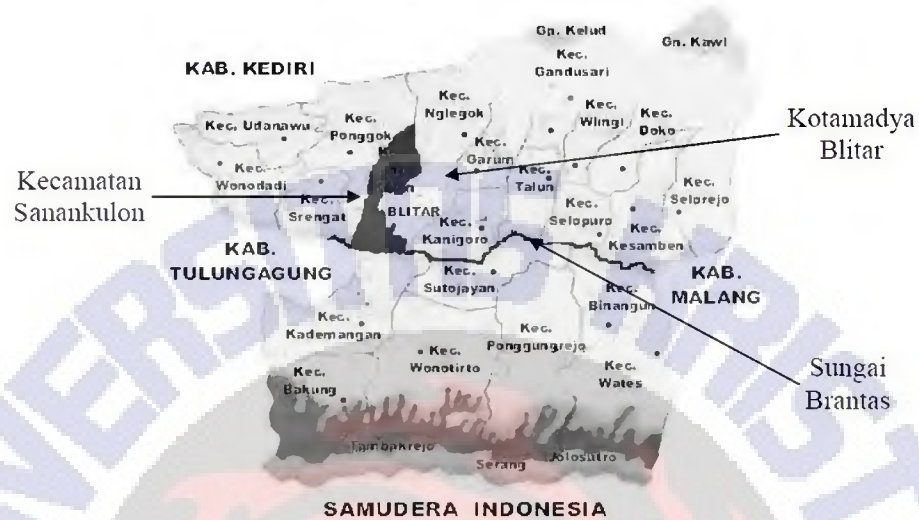 Gn. Kelud
Gn. Kawi
KAB. KEDIRI
Kec.
Gandusari
Kec.
Nglegok
Kec.
Wlingi
Kec.
Doko
Kotamadya
Blitar
Kec. Udanawu
Kec.
Ponggok
Kec.
Garum
Kec.
Wonodadi
Kec.
Talun
Kec.
Selorejo
Kecamatan
Sanankulon
Kec.
Srengat
BLITAR
Kec.
Selopuro
Kec.
Kanigoro
Kec.
Kesamben
KAB.
TULUNGAGUNG
Kec.
Sutojayan
KAB.
MALANG
Kec.
Binangun
Kec.
Kademangan
Kec.
Ponggungrejo
Kec.
Wonotirto
Kec.
Wates
Sungai
Brantas
Kec.
Bakung
Tambakrejo
Serang
Jolosutro
SAMUDERA INDONESIA